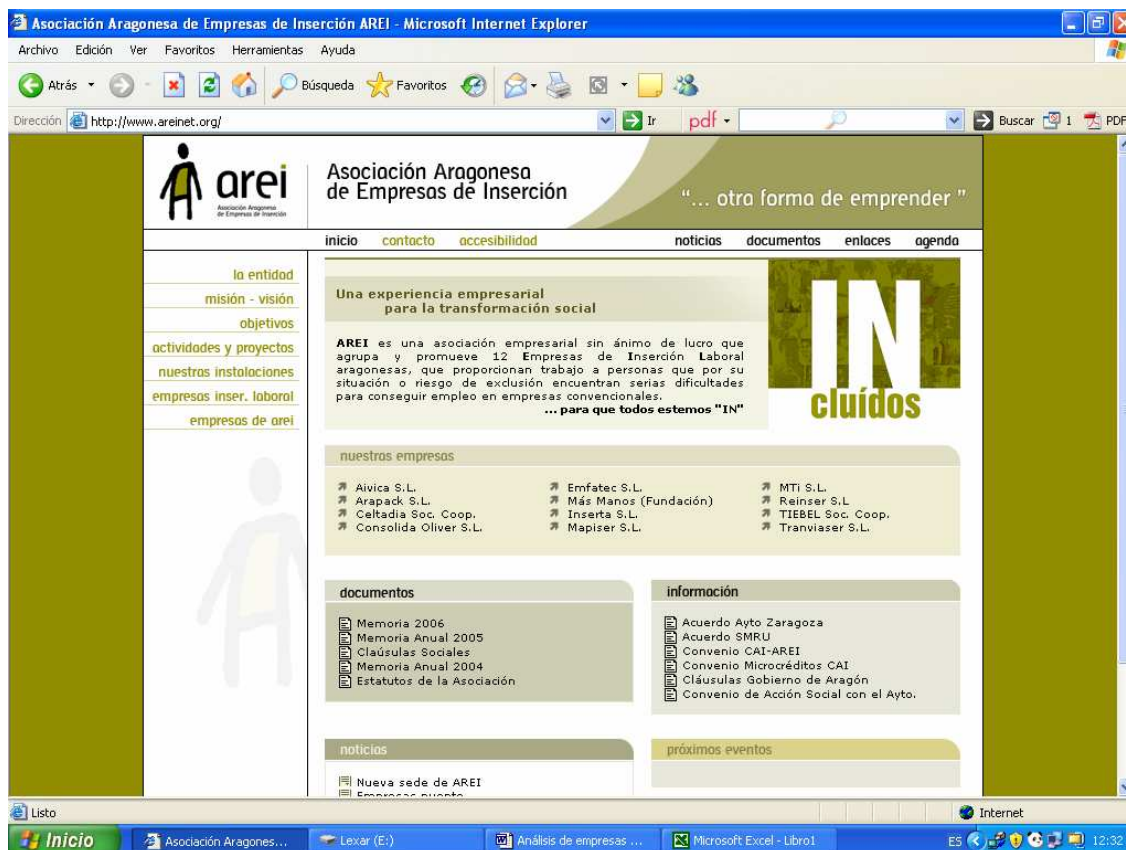 Asociación Aragonesa de Empresas de Inserción AREI - Microsoft Internet Explorer
Archivo Edición Ver Favoritos Herramientas Ayuda
Atrás Búsqueda Favoritos
Dirección http://www.areinet.org/ Ir pdf Buscar 1 PDF
arei
Asociación Aragonesa
de Empresas de Inserción
Asociación Aragonesa
de Empresas de Inserción
"... otra forma de emprender "
inicio contacto accesibilidad noticias documentos enlaces agenda
la entidad
misión - visión
objetivos
actividades y proyectos
nuestras instalaciones
empresas inser. laboral
empresas de arei
Una experiencia empresarial
para la transformación social
AREI es una asociación empresarial sin ánimo de lucro que
agrupa y promueve 12 Empresas de Inserción Laboral
aragonesas, que proporcionan trabajo a personas que por su
situación o riesgo de exclusión encuentran serias dificultades
para conseguir empleo en empresas convencionales.
... para que todos estemos "IN"
IN
cluídos
nuestras empresas
Aivica S.L.
Arapack S.L.
Celtadia Soc. Coop.
Consolida Oliver S.L.
Emfatec S.L.
Más Manos (Fundación)
Inserta S.L.
Mapiser S.L.
MTi S.L.
Reinser S.L
TIEBEL Soc. Coop.
Tranviaser S.L.
documentos
Memoria 2006
Memoria Anual 2005
Claúsulas Sociales
Memoria Anual 2004
Estatutos de la Asociación
información
Acuerdo Ayto Zaragoza
Acuerdo SMRU
Convenio CAI-AREI
Convenio Microcréditos CAI
Cláusulas Gobierno de Aragón
Convenio de Acción Social con el Ayto.
noticias
Nueva sede de AREI
Empresas puente
próximos eventos
Listo Internet
Inicio Asociación Aragones... Lexar (E:) Análisis de empresas ... Microsoft Excel - Libro1 ES 12:32